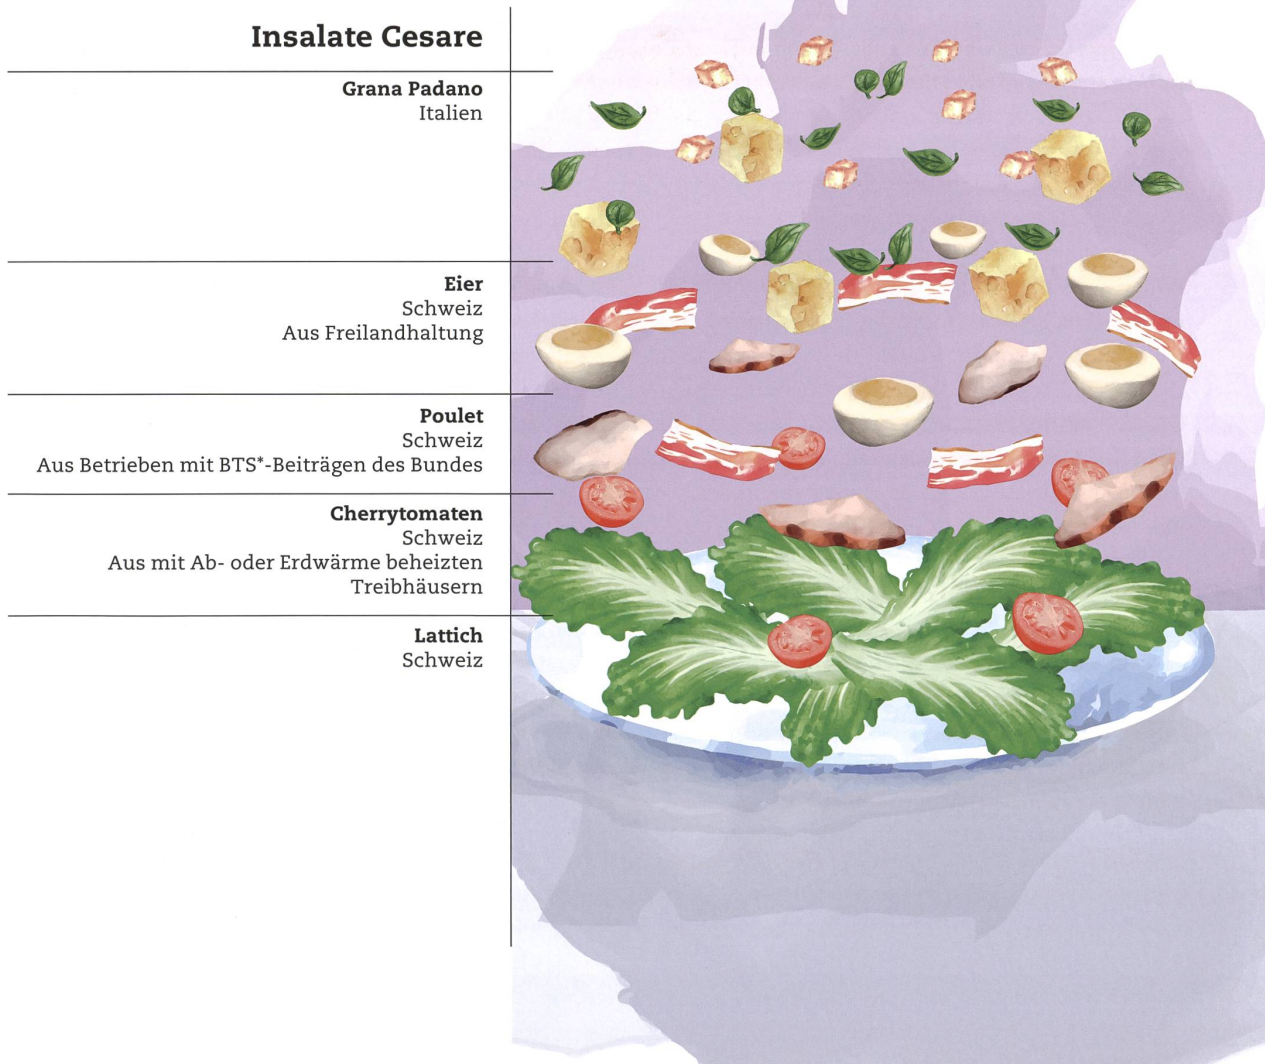 Insalate Cesare
Grana Padano
Italien
Eier
Schweiz
Aus Freilandhaltung
Poulet
Schweiz
Aus Betrieben mit BTS*-Beiträgen des Bundes
Cherrytomaten
Schweiz
Aus mit Ab- oder Erdwärme beheizten
Treibhäusern
Lattich
Schweiz